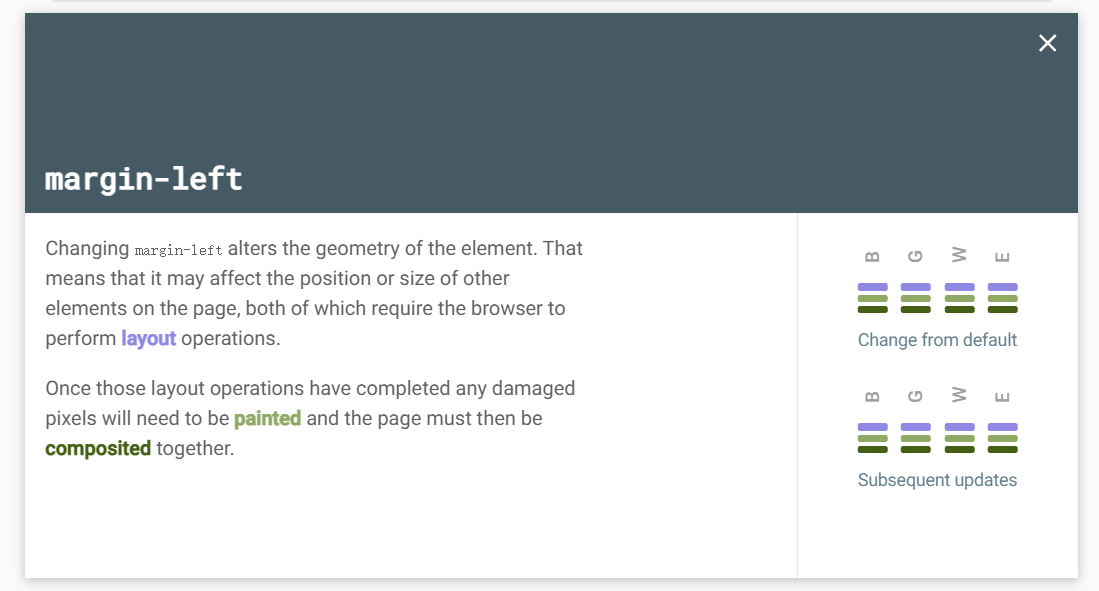 margin-left
Changing margin-left alters the geometry of the element. That
means that it may affect the position or size of other
elements on the page, both of which require the browser to
perform layout operations.
Once those layout operations have completed any damaged
pixels will need to be painted and the page must then be
composited together.
B G W E
Change from default
B G W E
Subsequent updates